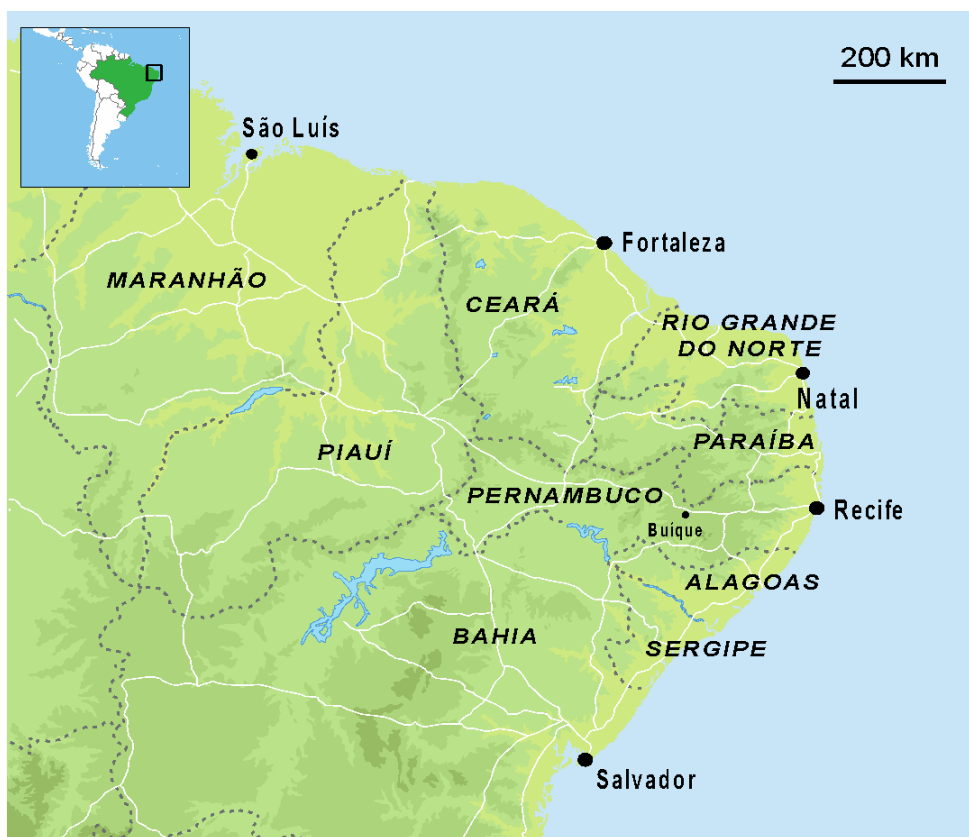 200 km
São Luís
Fortaleza
MARANHÃO
CEARÁ
RIO GRANDE
DO NORTE
Natal
PARAÍBA
PIAUÍ
PERNAMBUCO
Recife
Buíque
ALAGOAS
BAHIA
SERGIPE
Salvador